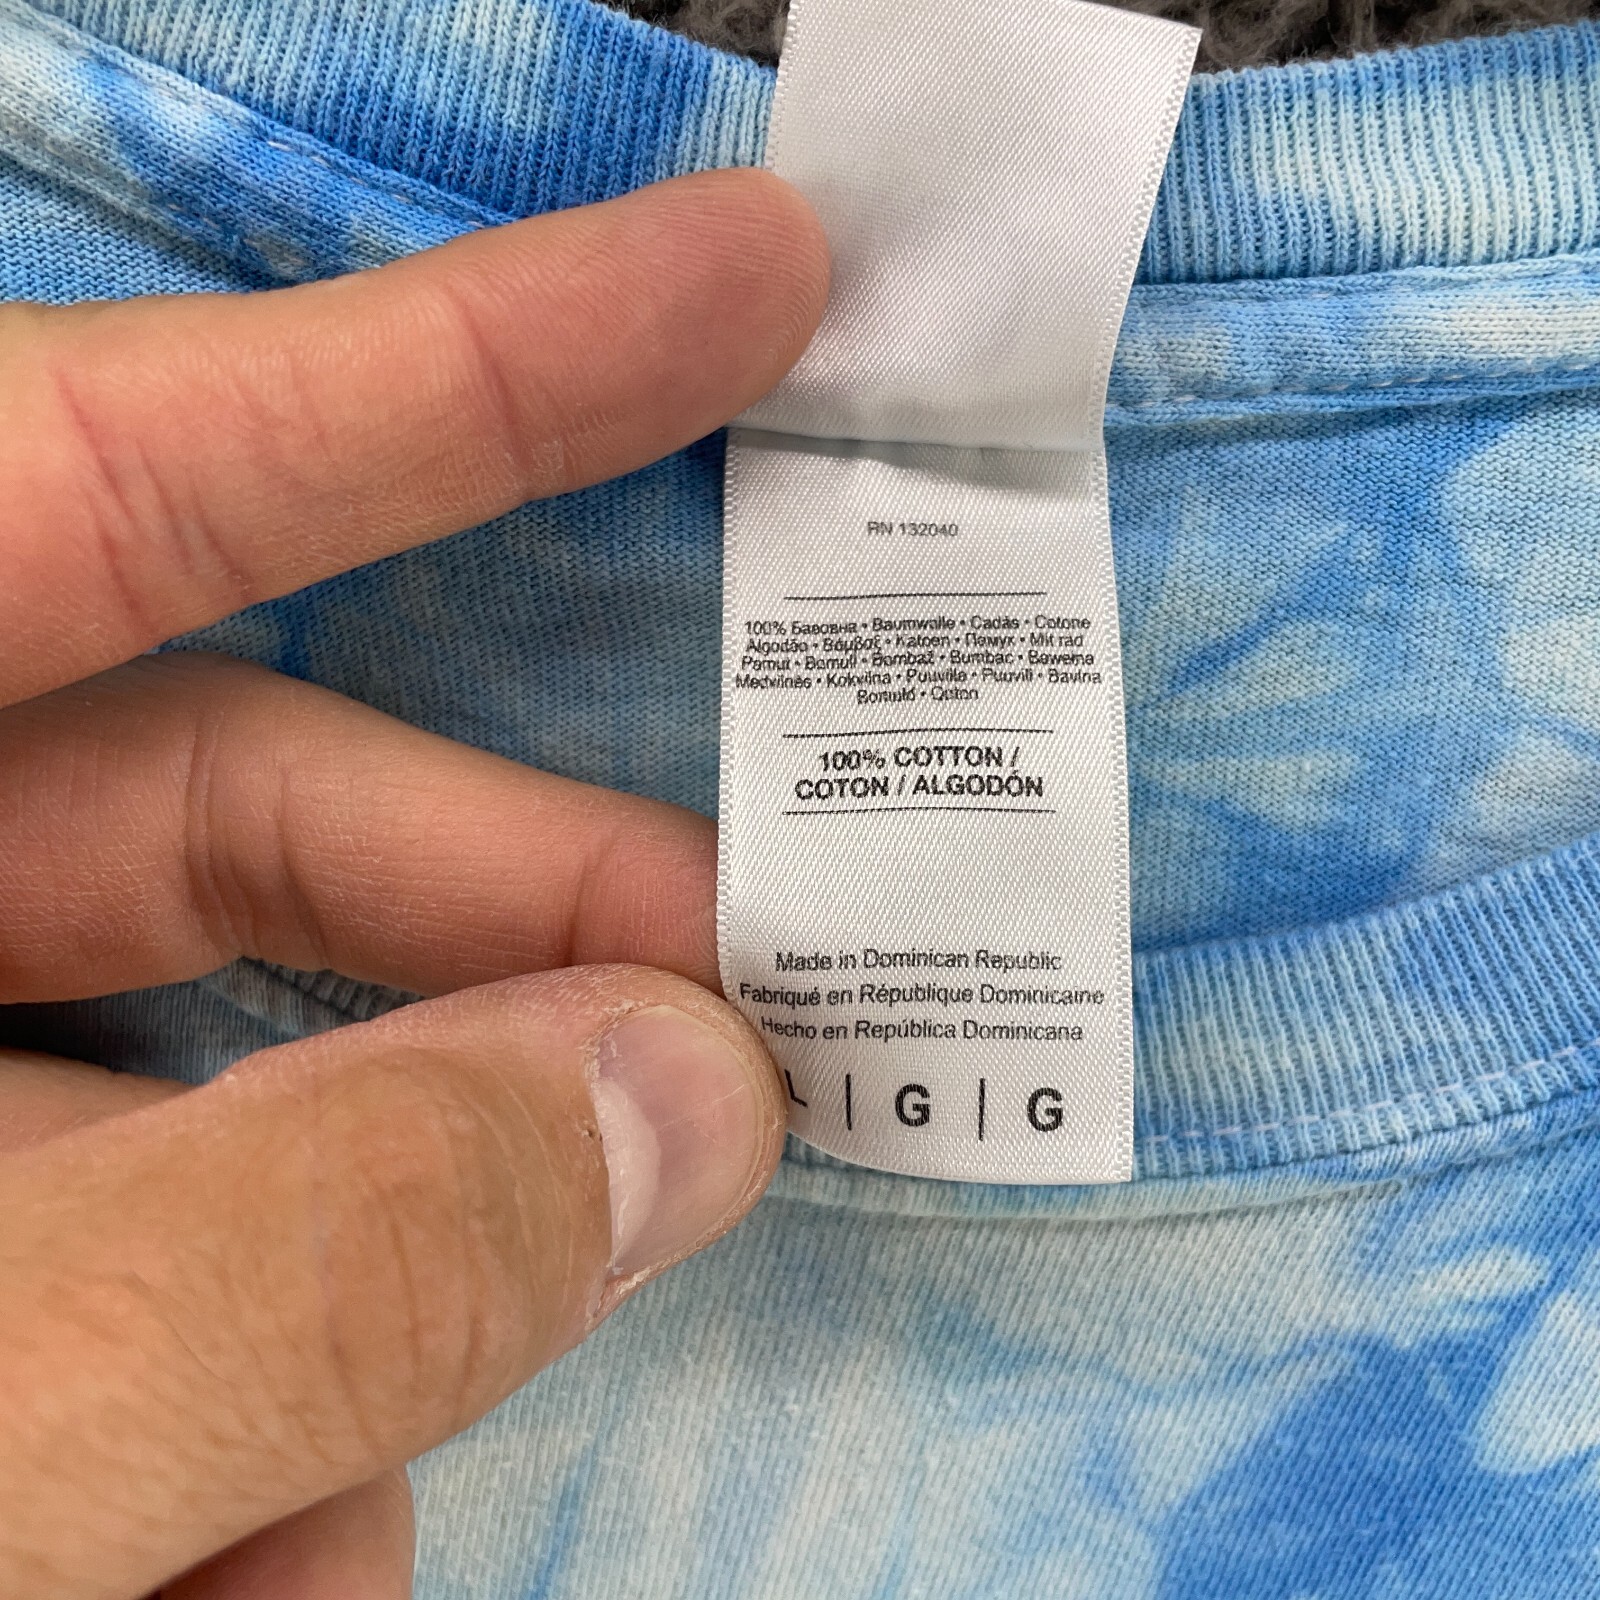 RN 132040
100% Бавовна • Baumwolle • Cadás • Cotone
Algodão • Βάμβαξ • Katoen • Памук • Mit rad
Pamut • Bomull • Bombaž • Bumbac • Bawełna
Medvilnės • Kokvilna • Puuvilla • Puuvill • Bavlna
Bomuld • Qoton
100% COTTON /
COTON / ALGODÓN
Made in Dominican Republic
Fabriqué en République Dominicaine
Hecho en República Dominicana
L | G | G